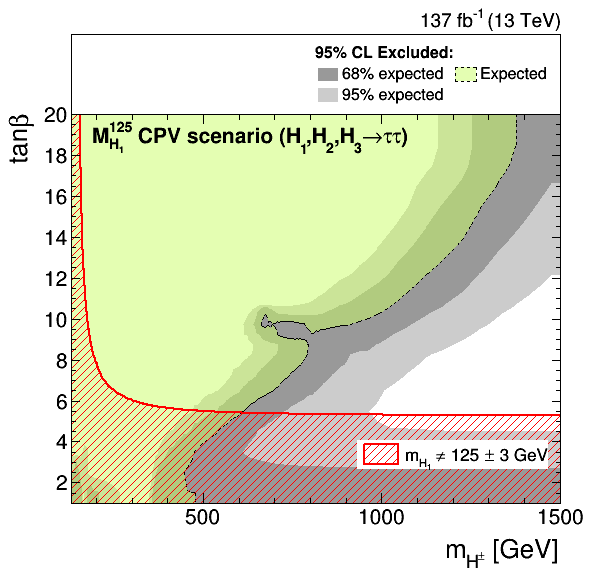 137 fb⁻¹ (13 TeV)
95% CL Excluded:
68% expected
Expected
95% expected
M_{H_1}^{125} CPV scenario (H_1,H_2,H_3→ττ)
tanβ
20
18
16
14
12
10
8
6
4
2
m_{H_1} ≠ 125 ± 3 GeV
500
1000
1500
m_{H^±} [GeV]